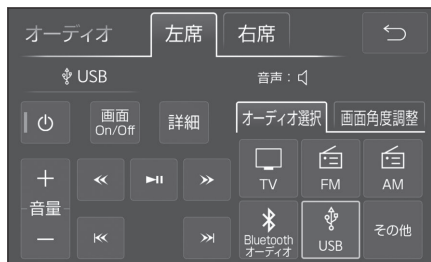 オーディオ
左席
右席
USB
音声：
画面
On/Off
詳細
オーディオ選択
画面角度調整
+
音量
-
TV
FM
AM
Bluetooth
オーディオ
USB
その他